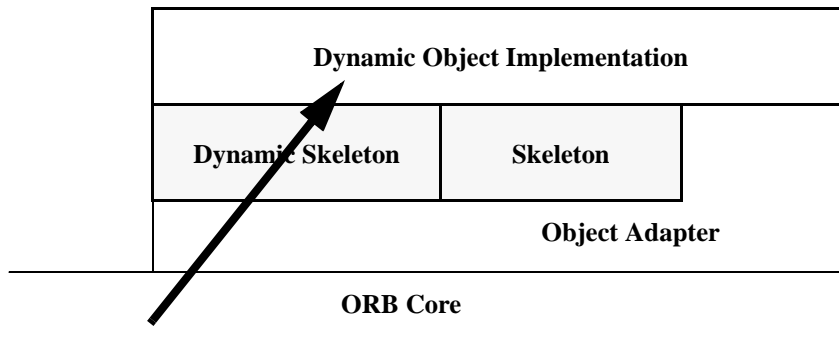 Dynamic Object Implementation
Dynamic Skeleton Skeleton
Object Adapter
ORB Core